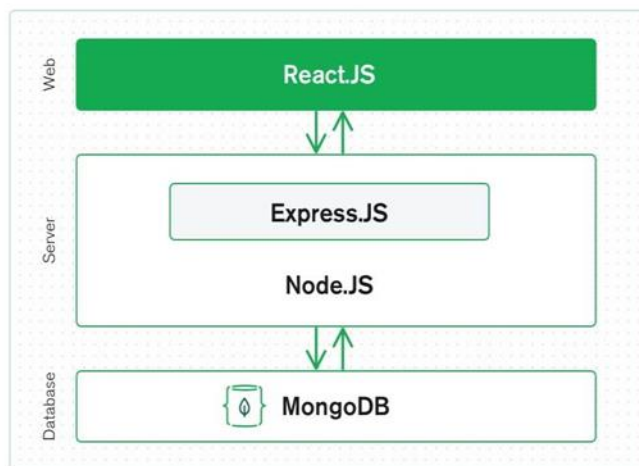 Web
React.JS
Server
Express.JS
Node.JS
Database
MongoDB